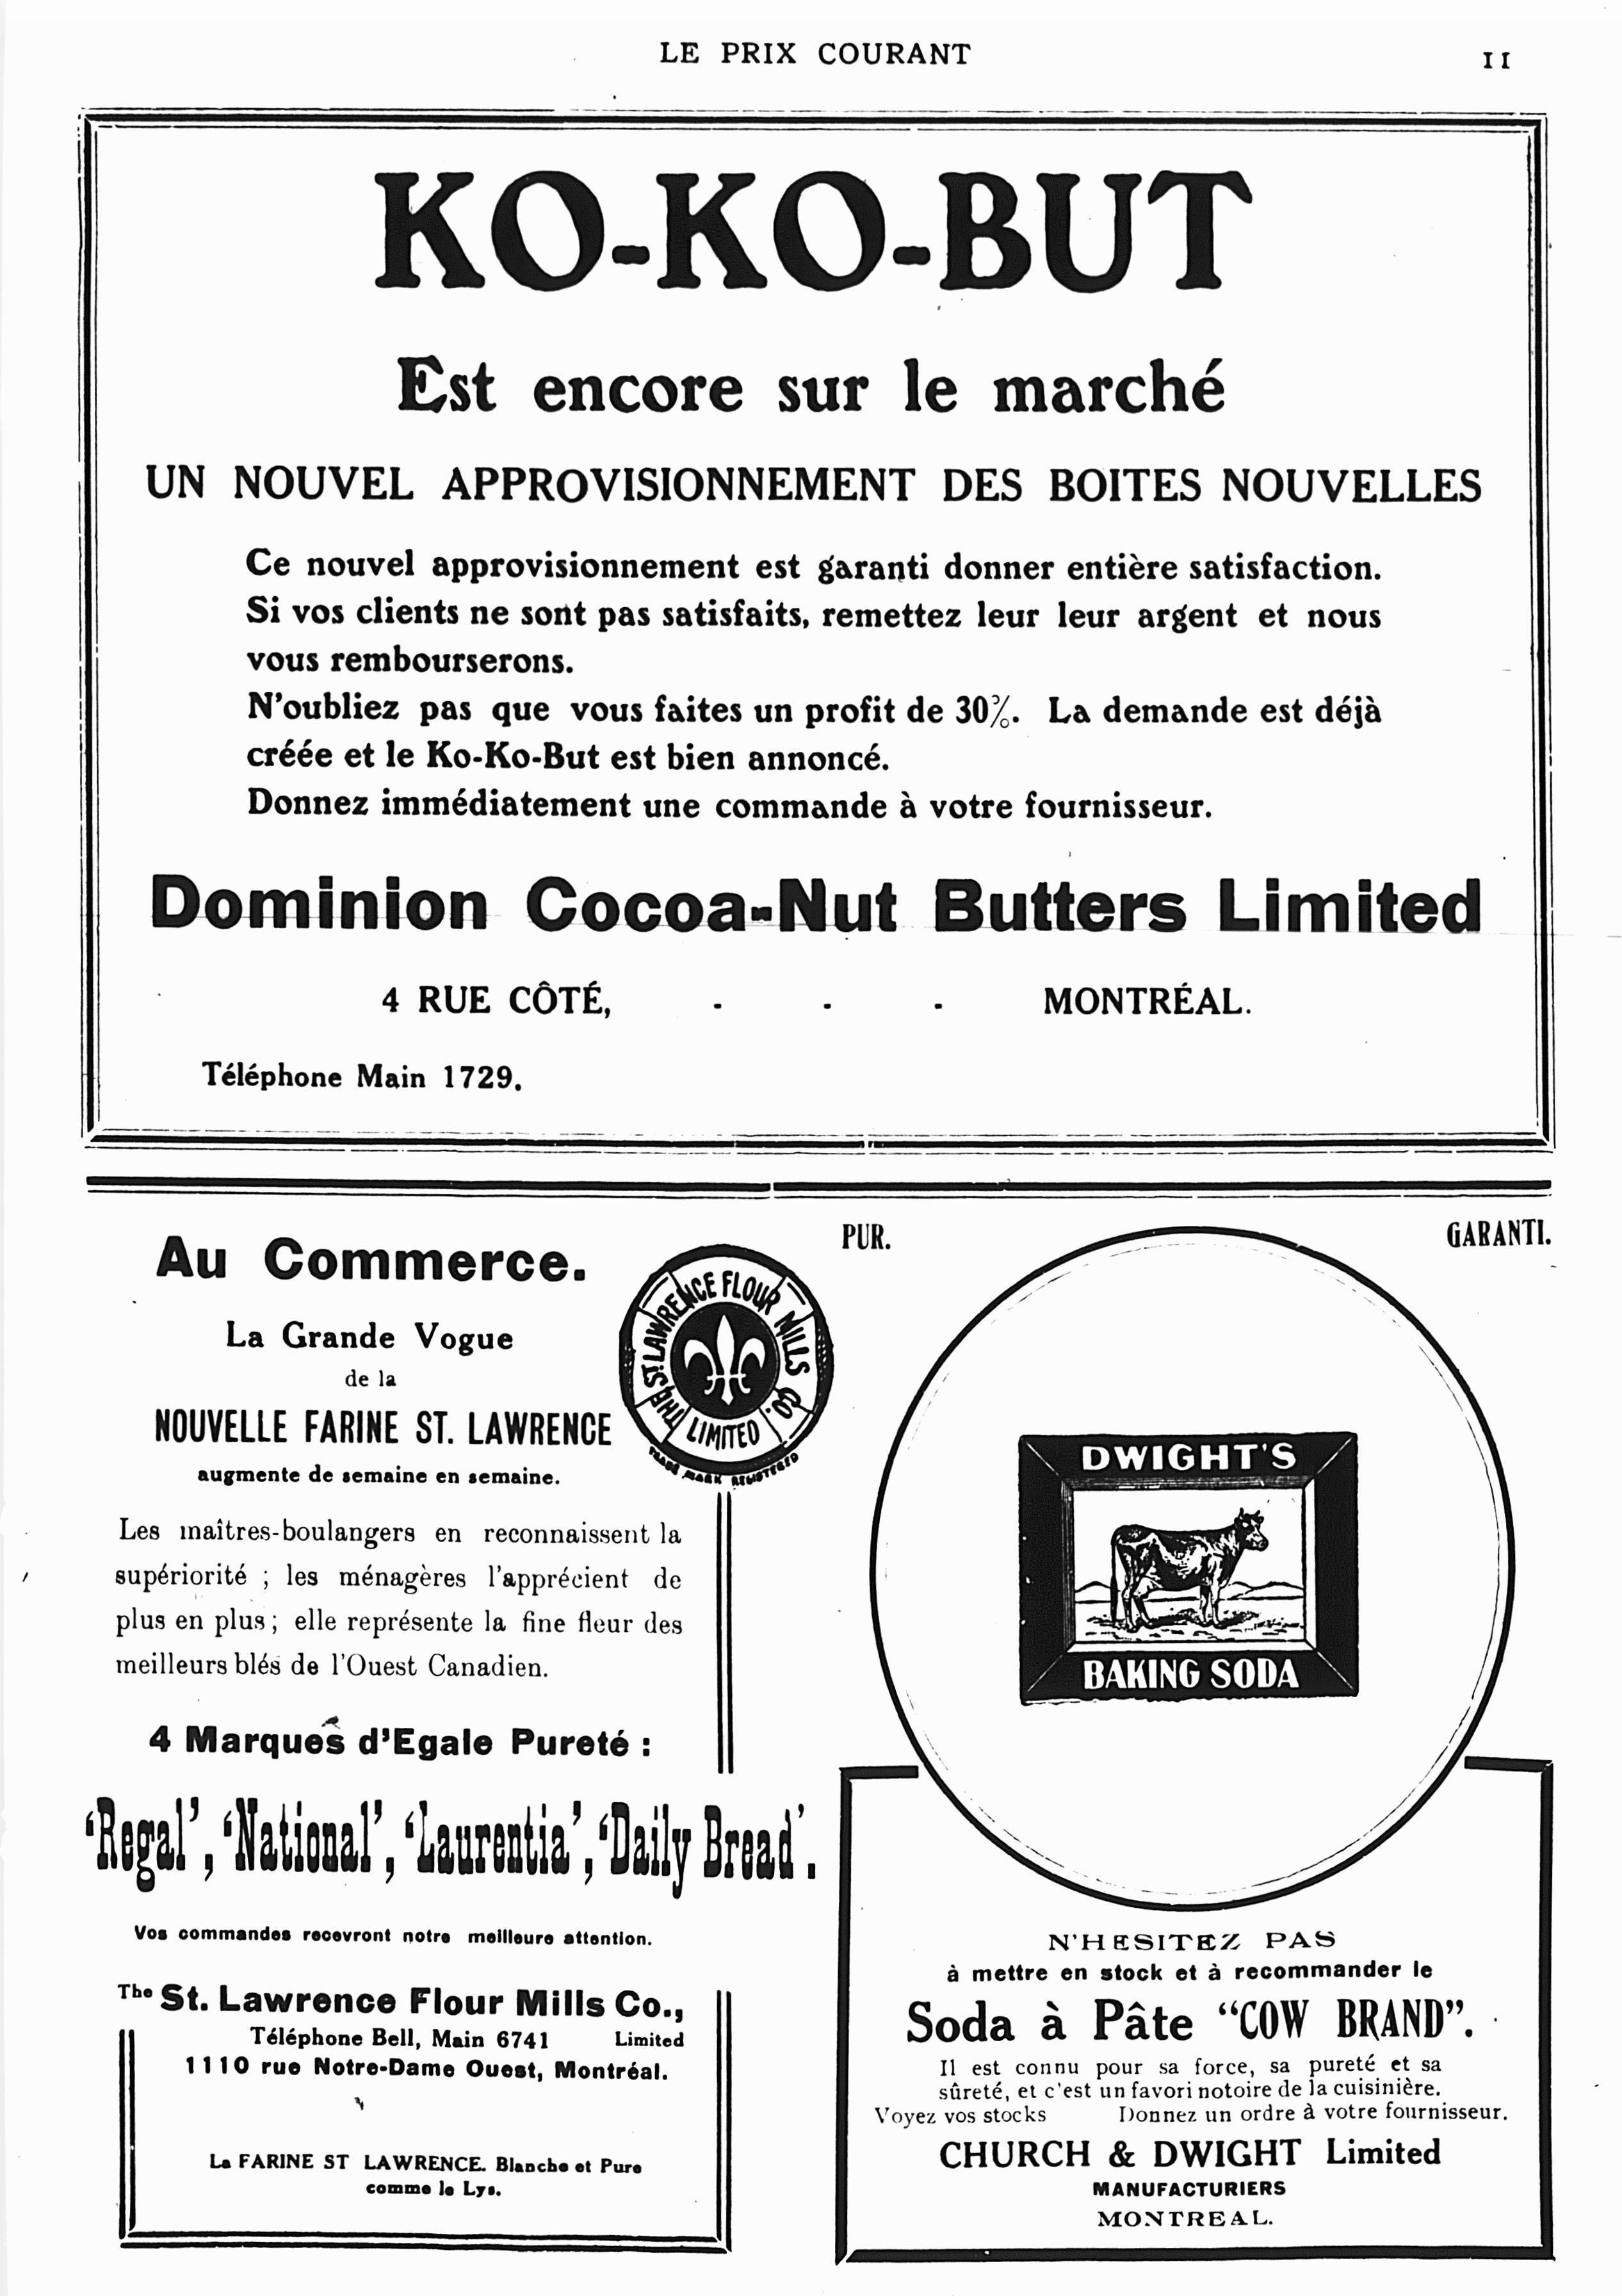 LE PRIX COURANT
11
KO-KO-BUT
Est encore sur le marché
UN NOUVEL APPROVISIONNEMENT DES BOITES NOUVELLES
Ce nouvel approvisionnement est garanti donner entière satisfaction.
Si vos clients ne sont pas satisfaits, remettez leur leur argent et nous
vous rembourserons.
N'oubliez pas que vous faites un profit de 30%. La demande est déjà
créée et le Ko-Ko-But est bien annoncé.
Donnez immédiatement une commande à votre fournisseur.
Dominion Cocoa-Nut Butters Limited
4 RUE CÔTÉ, - - - MONTRÉAL.
Téléphone Main 1729.
Au Commerce.
La Grande Vogue
de la
NOUVELLE FARINE ST. LAWRENCE
augmente de semaine en semaine.
THE ST. LAWRENCE FLOUR MILLS CO.
LIMITED
TRADE MARK REGISTERED
Les maîtres-boulangers en reconnaissent la
supériorité ; les ménagères l'apprécient de
plus en plus ; elle représente la fine fleur des
meilleurs blés de l'Ouest Canadien.
4 Marques d'Egale Pureté :
'Regal', 'National', 'Laurentia', 'Daily Bread'.
Vos commandes recevront notre meilleure attention.
The St. Lawrence Flour Mills Co.,
Téléphone Bell, Main 6741 Limited
1110 rue Notre-Dame Ouest, Montréal.
La FARINE ST LAWRENCE. Blanche et Pure
comme le Lys.
PUR.
GARANTI.
DWIGHT'S
BAKING SODA
N'HESITEZ PAS
à mettre en stock et à recommander le
Soda à Pâte "COW BRAND".
Il est connu pour sa force, sa pureté et sa
sûreté, et c'est un favori notoire de la cuisinière.
Voyez vos stocks Donnez un ordre à votre fournisseur.
CHURCH & DWIGHT Limited
MANUFACTURIERS
MONTREAL.